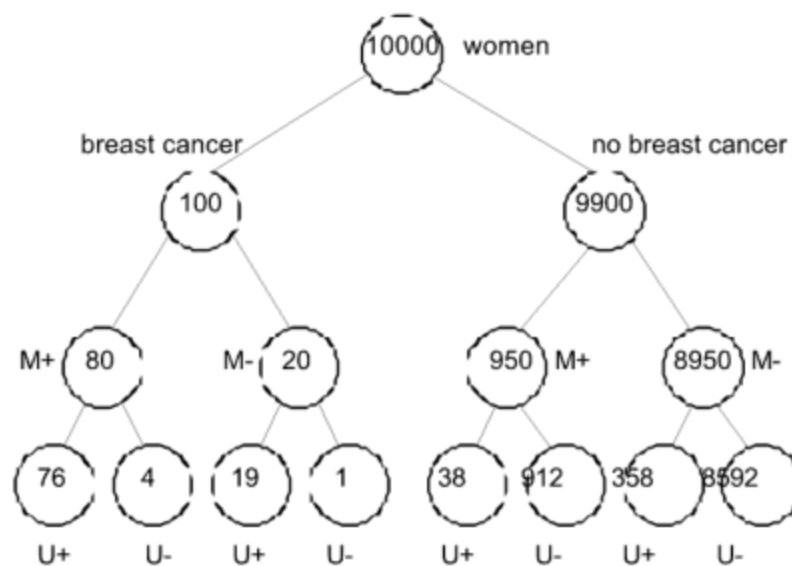 10000 women
breast cancer
no breast cancer
100
9900
M+ 80 M- 20 950 M+ 8950 M-
76 4 19 1 38 912 358 8592
U+ U- U+ U- U+ U- U+ U-